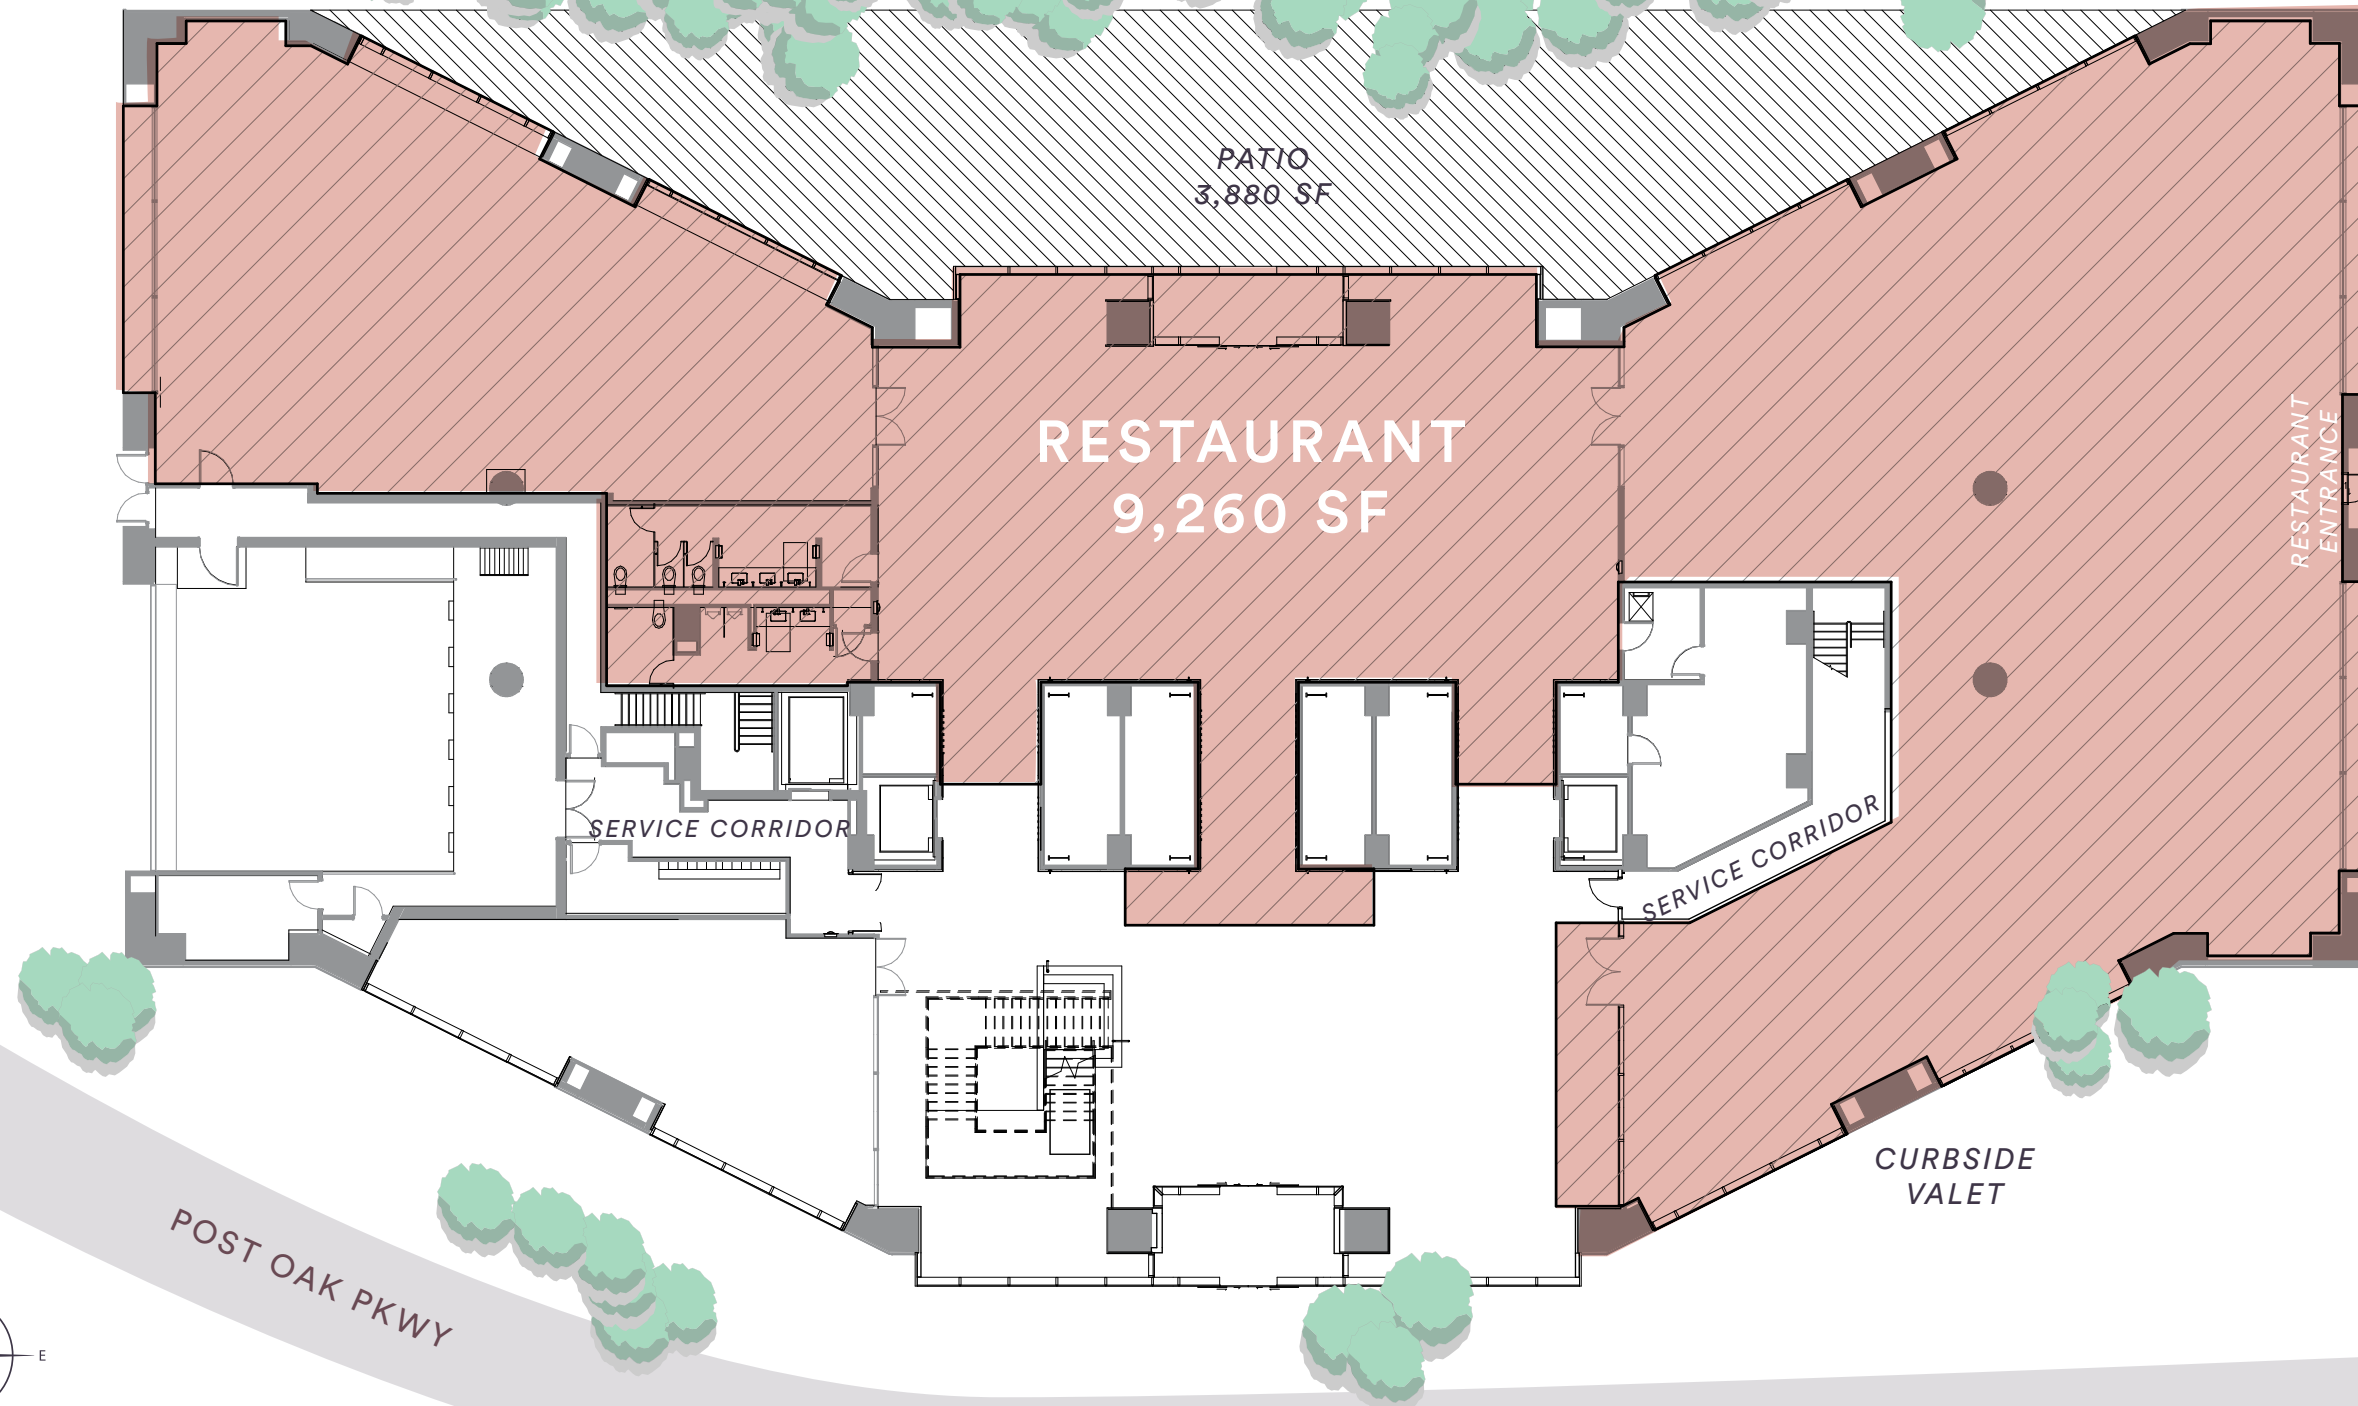 PATIO
3,880 SF
RESTAURANT
9,260 SF
RESTAURANT
ENTRANCE
SERVICE CORRIDOR
SERVICE CORRIDOR
CURBSIDE
VALET
POST OAK PKWY
E